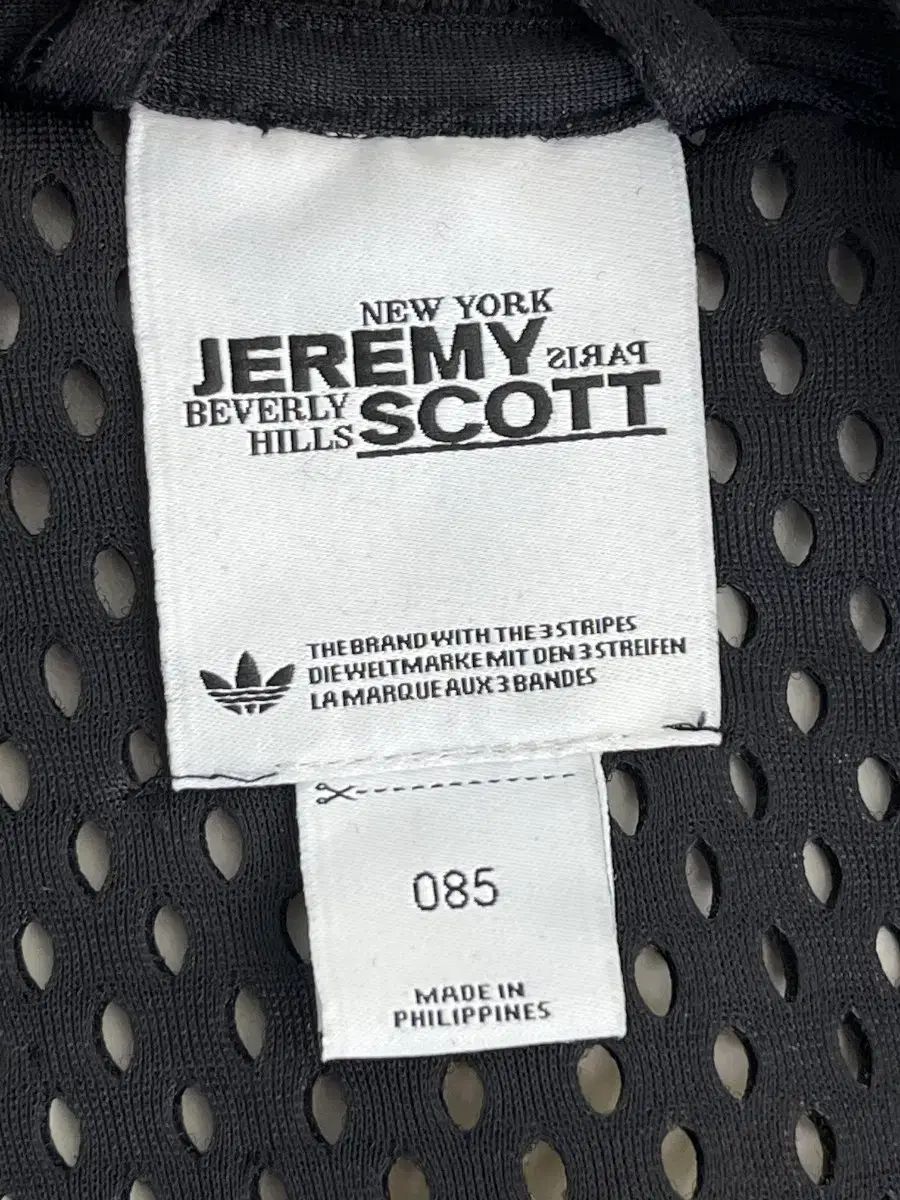 NEW YORK
JEREMY PARIS
BEVERLY SCOTT
HILLS
THE BRAND WITH THE 3 STRIPES
DIE WELTMARKE MIT DEN 3 STREIFEN
LA MARQUE AUX 3 BANDES
085
MADE IN
PHILIPPINES